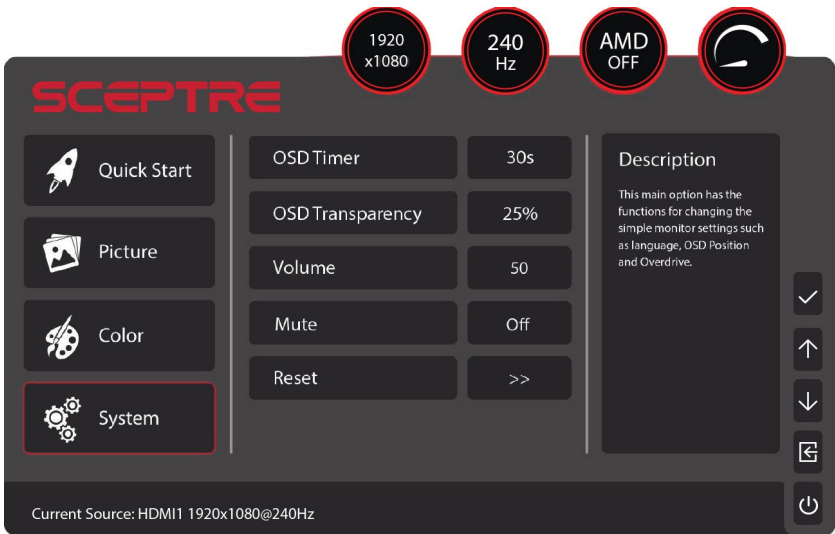 1920
x1080
240
Hz
AMD
OFF
SCEPTRE
Quick Start
Picture
Color
System
OSD Timer 30s
OSD Transparency 25%
Volume 50
Mute Off
Reset >>
Description
This main option has the
functions for changing the
simple monitor settings such
as language, OSD Position
and Overdrive.
Current Source: HDMI1 1920x1080@240Hz